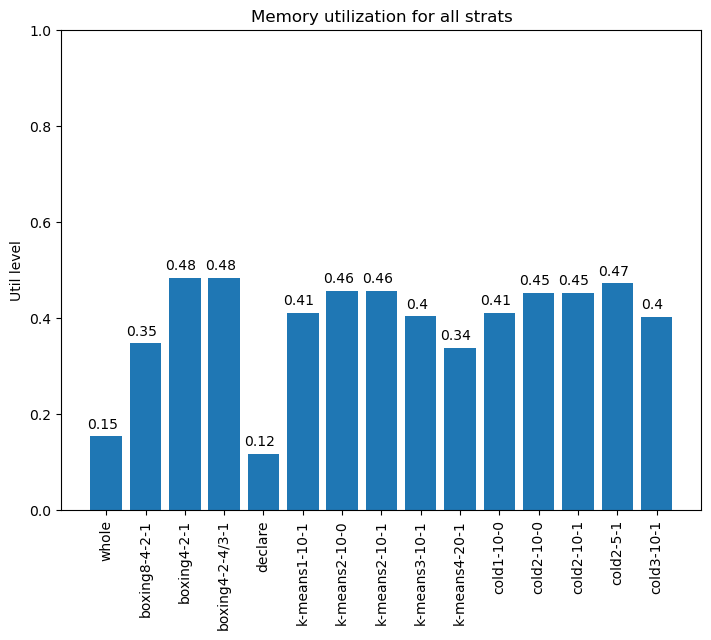 Memory utilization for all strats
Util level
1.0
0.8
0.6
0.4
0.2
0.0
0.15
0.35
0.48
0.48
0.12
0.41
0.46
0.46
0.4
0.34
0.41
0.45
0.45
0.47
0.4
whole
boxing8-4-2-1
boxing4-2-1
boxing4-2-4/3-1
declare
k-means1-10-1
k-means2-10-0
k-means2-10-1
k-means3-10-1
k-means4-20-1
cold1-10-0
cold2-10-0
cold2-10-1
cold2-5-1
cold3-10-1